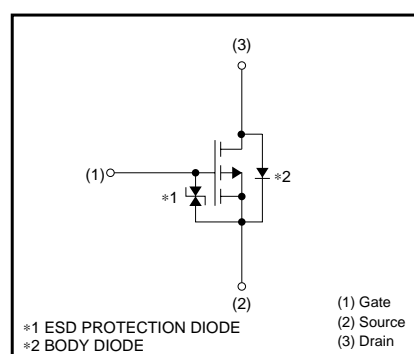 (3)
(1)
∗1
∗2
(2)
∗1 ESD PROTECTION DIODE
∗2 BODY DIODE
(1) Gate
(2) Source
(3) Drain